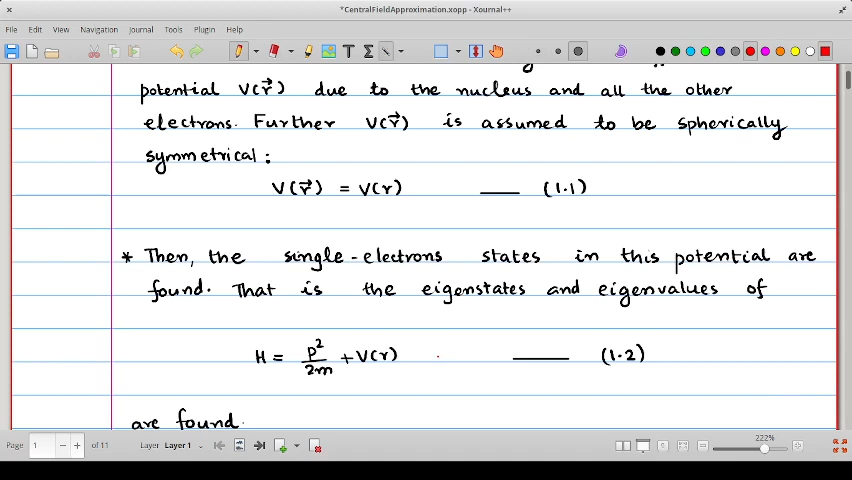 *CentralFieldApproximation.xopp - Xournal++
File Edit View Navigation Journal Tools Plugin Help
potential V(r⃗) due to the nucleus and all the other
electrons. Further V(r⃗) is assumed to be spherically
symmetrical:
V(r⃗) = V(r) —— (1.1)
* Then, the single-electrons states in this potential are
found. That is the eigenstates and eigenvalues of
H = p²/2m + V(r) —— (1.2)
are found.
Page 1 of 11 Layer Layer 1 222%